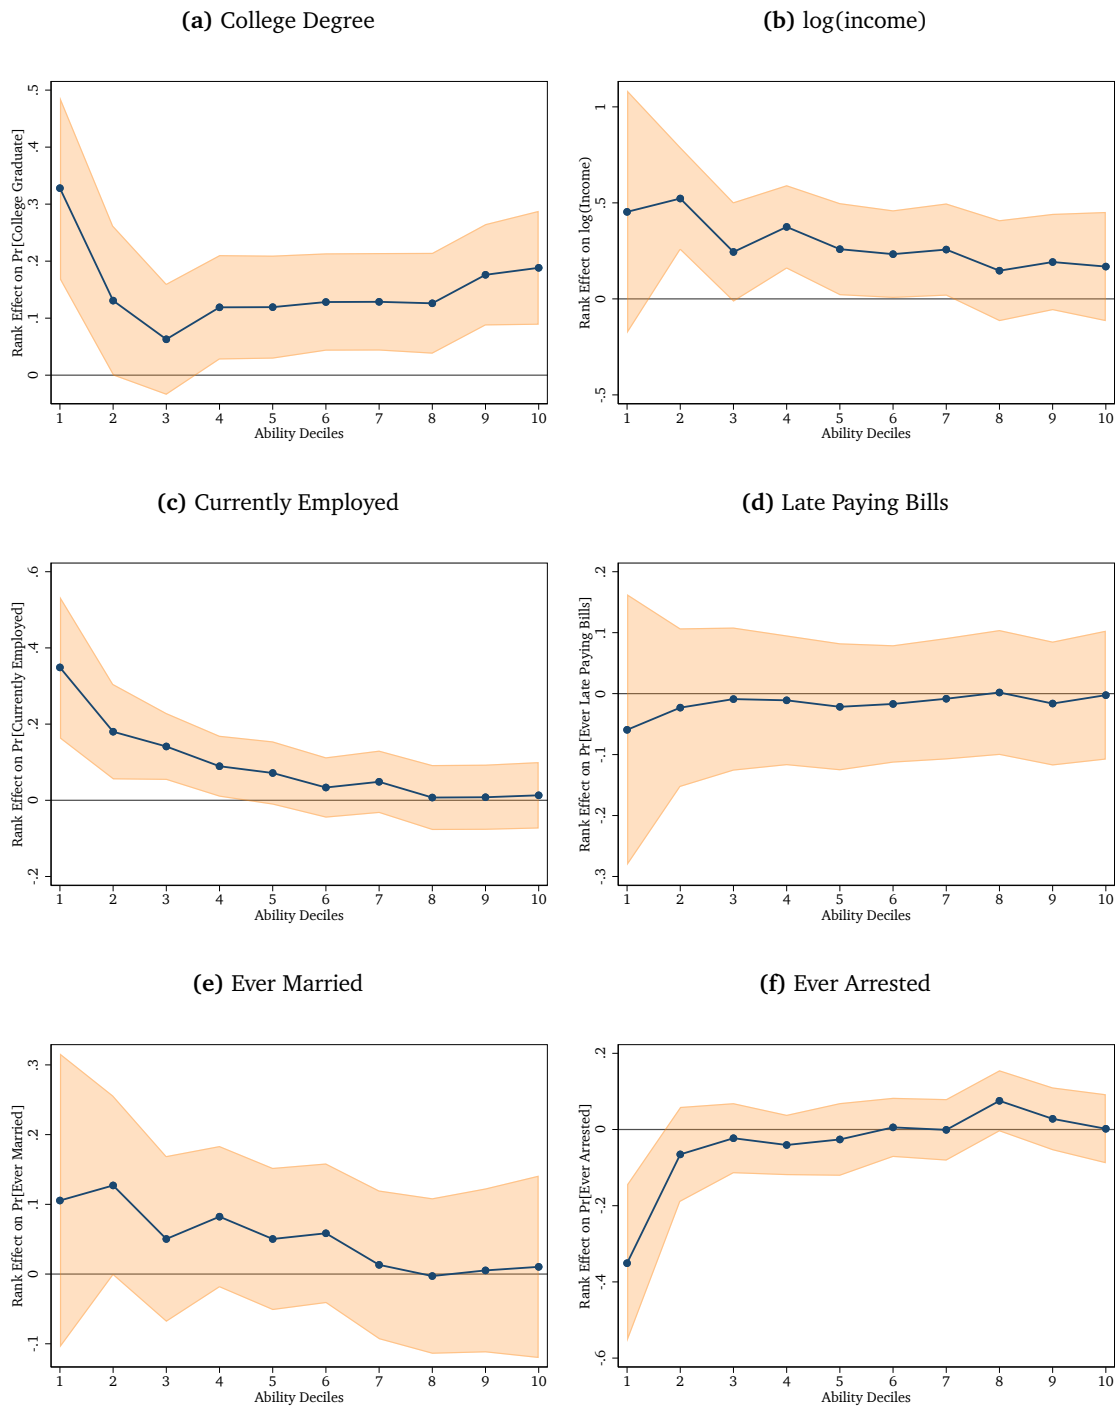 (a) College Degree
Rank Effect on Pr[College Graduate]
.5
.4
.3
.2
.1
0
1 2 3 4 5 6 7 8 9 10
Ability Deciles
(b) log(income)
Rank Effect on log(Income)
1
.5
0
-.5
1 2 3 4 5 6 7 8 9 10
Ability Deciles
(c) Currently Employed
Rank Effect on Pr[Currently Employed]
.6
.4
.2
0
-.2
1 2 3 4 5 6 7 8 9 10
Ability Deciles
(d) Late Paying Bills
Rank Effect on Pr[Ever Late Paying Bills]
.2
.1
0
-.1
-.2
-.3
1 2 3 4 5 6 7 8 9 10
Ability Deciles
(e) Ever Married
Rank Effect on Pr[Ever Married]
.3
.2
.1
0
-.1
1 2 3 4 5 6 7 8 9 10
Ability Deciles
(f) Ever Arrested
Rank Effect on Pr[Ever Arrested]
.2
0
-.2
-.4
-.6
1 2 3 4 5 6 7 8 9 10
Ability Deciles